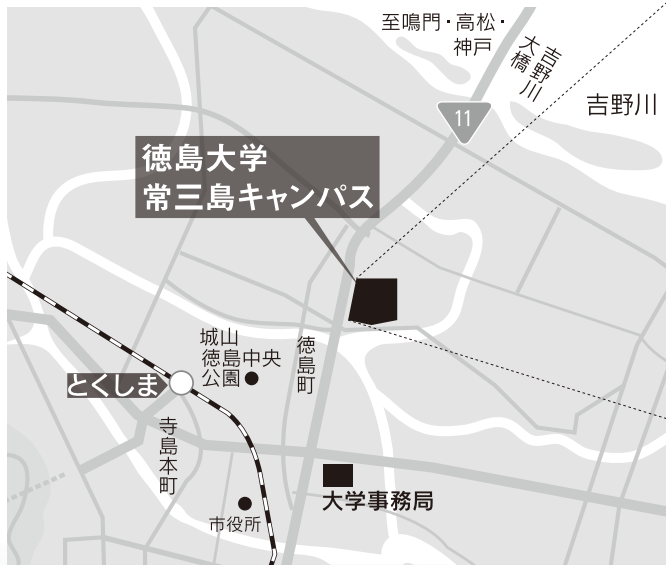 至鳴門・高松・
神戸
吉野川
大橋
吉野川
11
徳島大学
常三島キャンパス
城山
徳島中央
公園
徳島町
とくしま
寺島本町
大学事務局
市役所